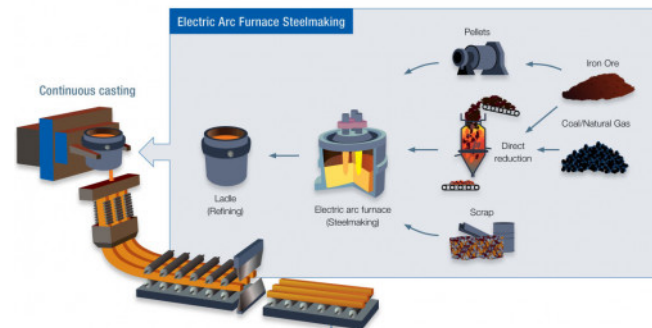 Electric Arc Furnace Steelmaking
Pellets
Iron Ore
Continuous casting
Coal/Natural Gas
Direct
reduction
Ladle
(Refining)
Electric arc furnace
(Steelmaking)
Scrap